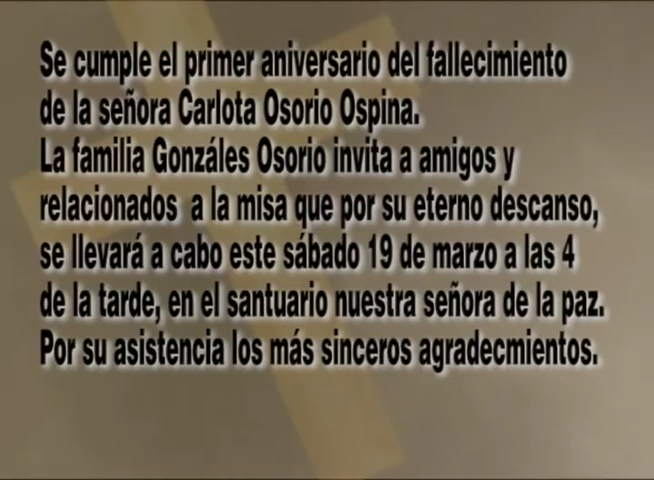 Se cumple el primer aniversario del fallecimiento
de la señora Carlota Osorio Ospina.
La familia Gonzáles Osorio invita a amigos y
relacionados  a la misa que por su eterno descanso,
se llevará a cabo este sábado 19 de marzo a las 4
de la tarde, en el santuario nuestra señora de la paz.
Por su asistencia los más sinceros agradecmientos.